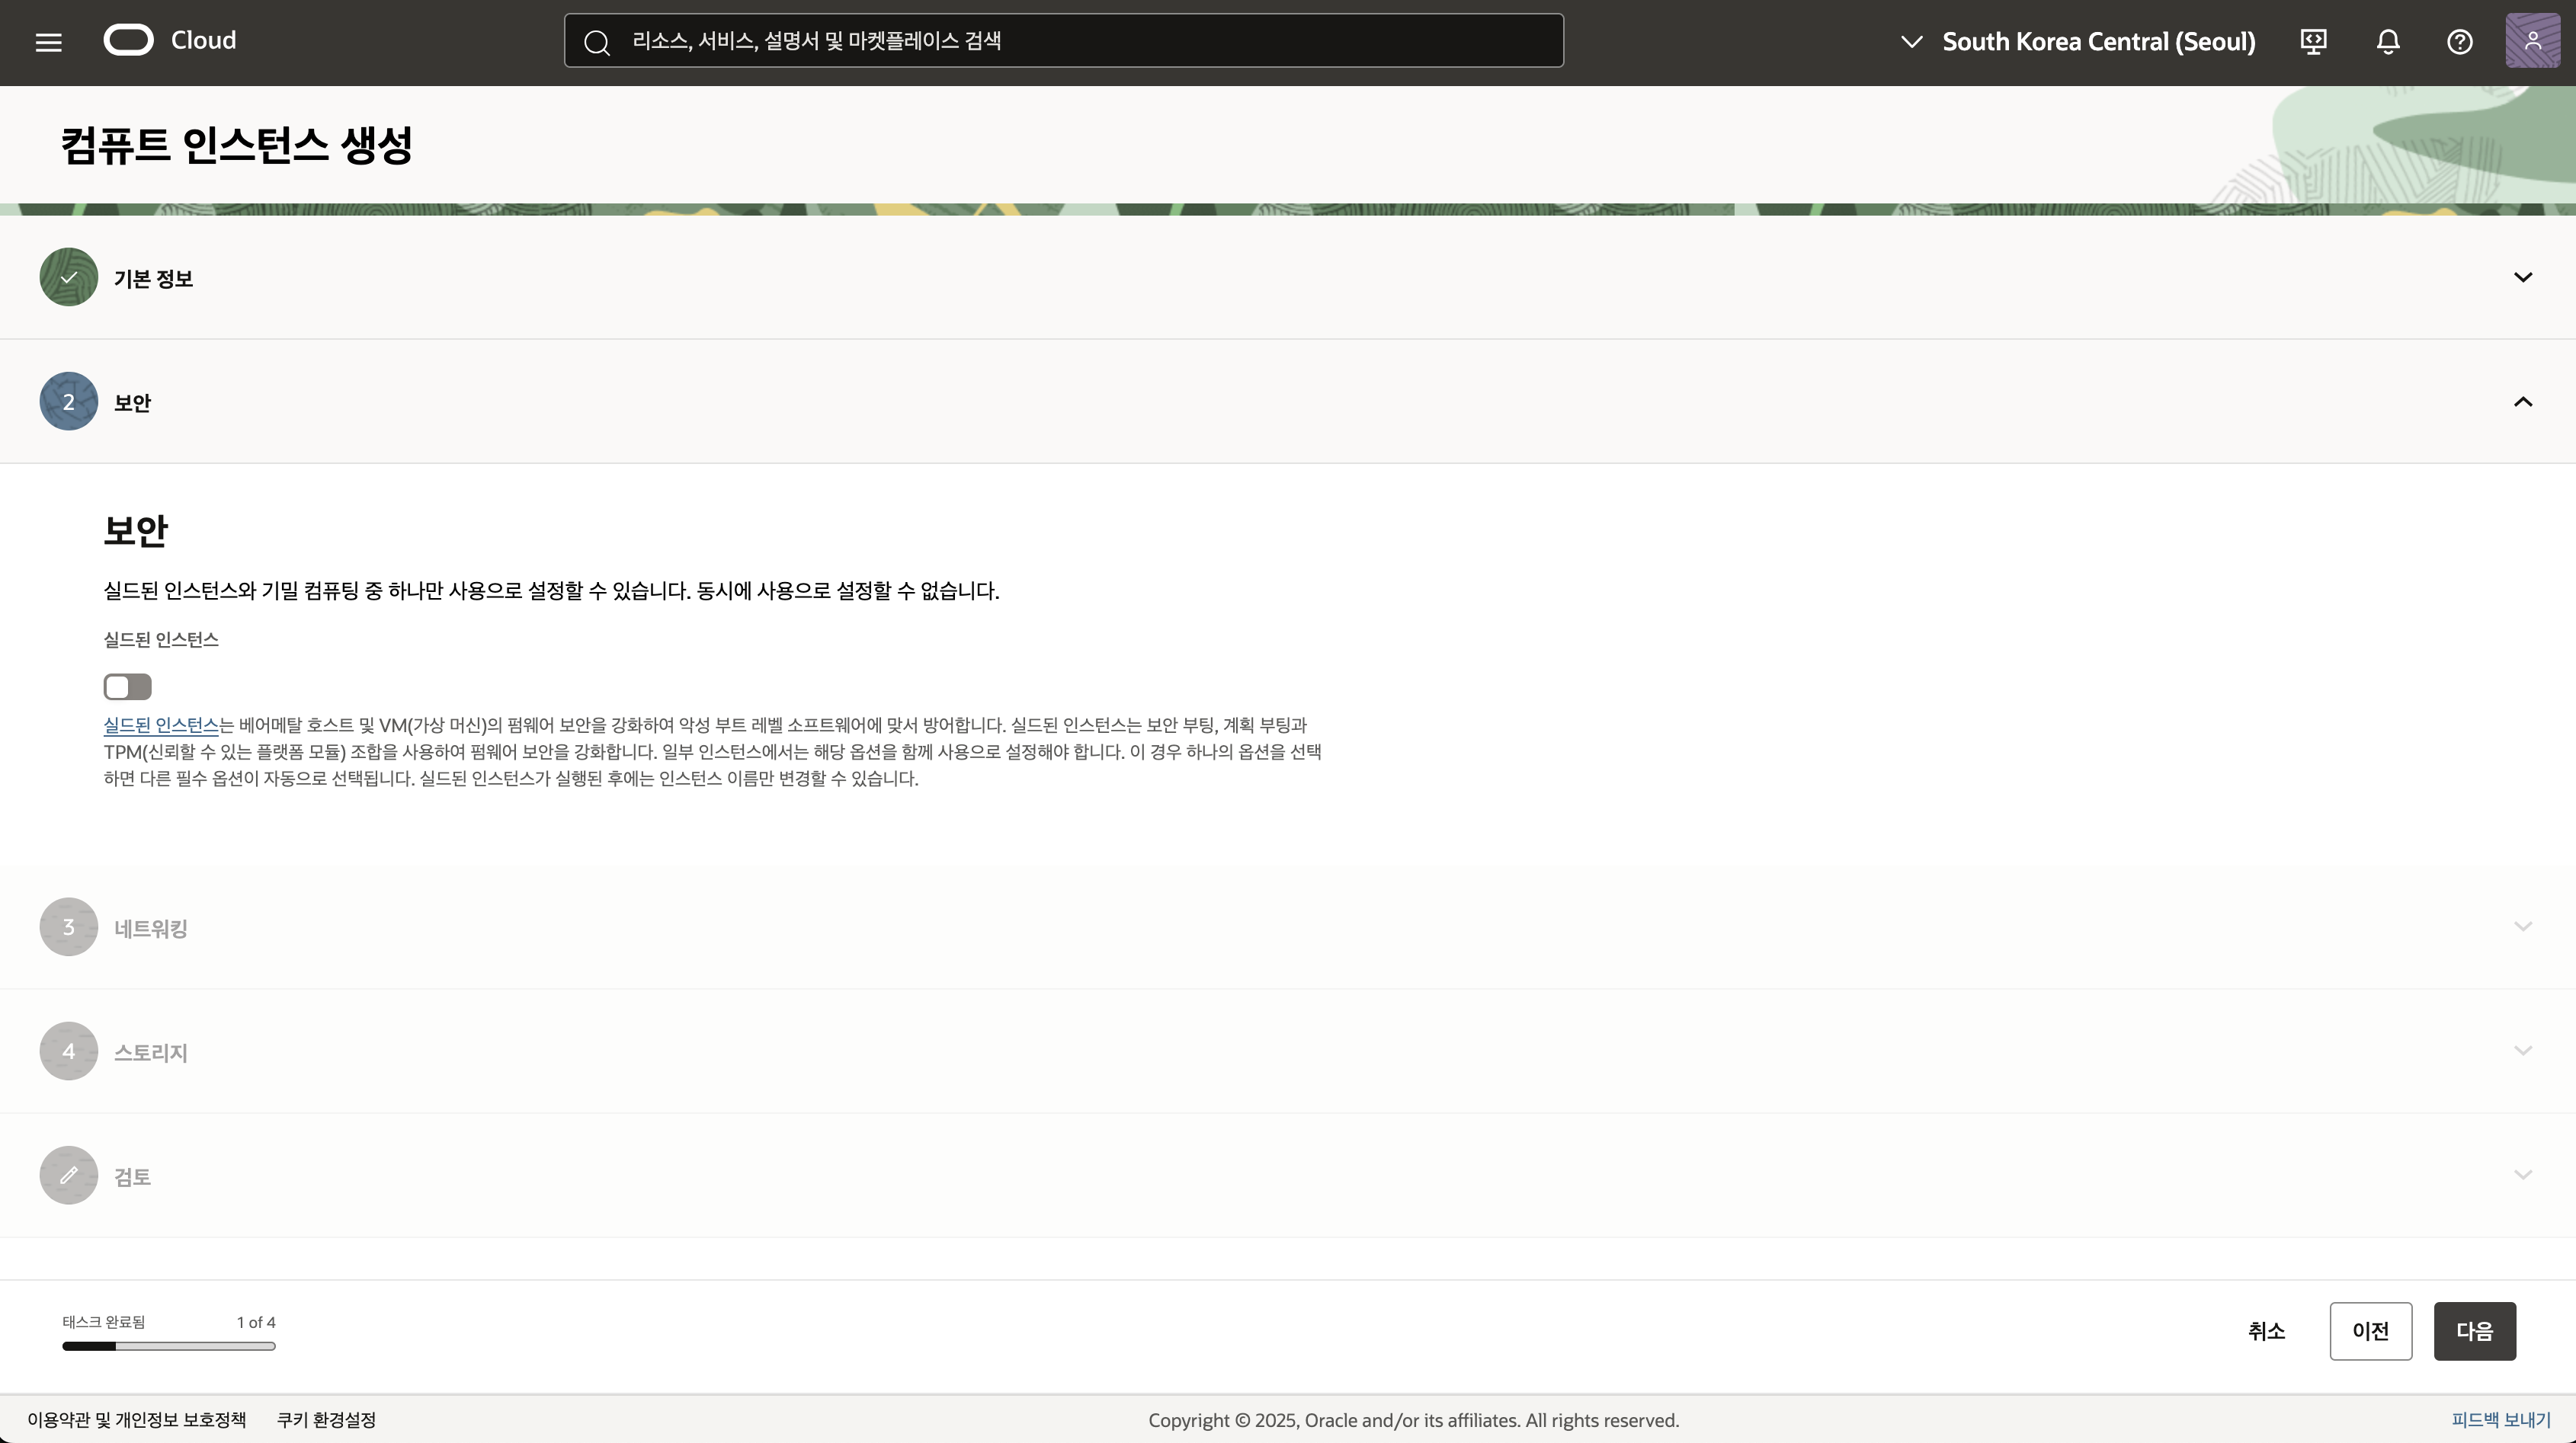 Cloud
리소스, 서비스, 설명서 및 마켓플레이스 검색
South Korea Central (Seoul)
컴퓨트 인스턴스 생성
기본 정보
2
보안
보안
실드된 인스턴스와 기밀 컴퓨팅 중 하나만 사용으로 설정할 수 있습니다. 동시에 사용으로 설정할 수 없습니다.
실드된 인스턴스
실드된 인스턴스는 베어메탈 호스트 및 VM(가상 머신)의 펌웨어 보안을 강화하여 악성 부트 레벨 소프트웨어에 맞서 방어합니다. 실드된 인스턴스는 보안 부팅, 계획 부팅과
TPM(신뢰할 수 있는 플랫폼 모듈) 조합을 사용하여 펌웨어 보안을 강화합니다. 일부 인스턴스에서는 해당 옵션을 함께 사용으로 설정해야 합니다. 이 경우 하나의 옵션을 선택
하면 다른 필수 옵션이 자동으로 선택됩니다. 실드된 인스턴스가 실행된 후에는 인스턴스 이름만 변경할 수 있습니다.
3
네트워킹
4
스토리지
검토
태스크 완료됨
1 of 4
취소
이전
다음
이용약관 및 개인정보 보호정책
쿠키 환경설정
Copyright © 2025, Oracle and/or its affiliates. All rights reserved.
피드백 보내기